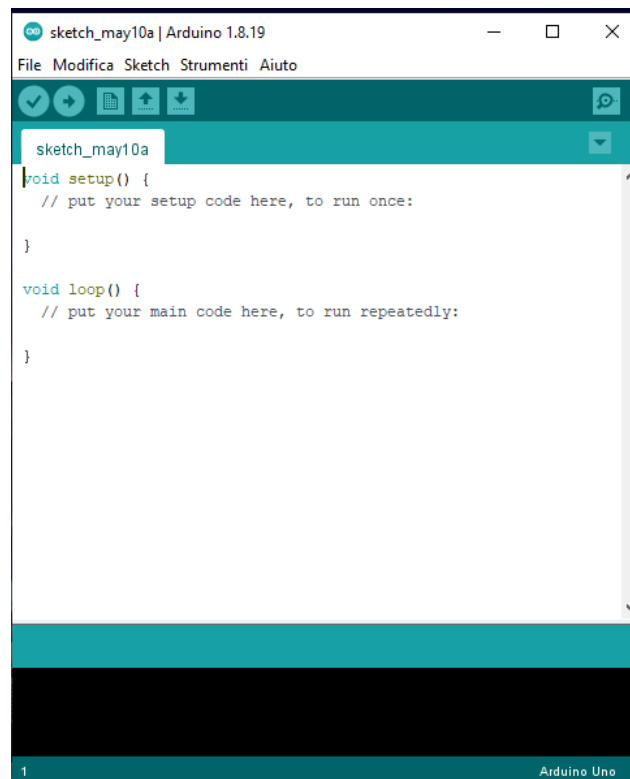 sketch_may10a | Arduino 1.8.19
File Modifica Sketch Strumenti Aiuto
sketch_may10a
void setup() {
  // put your setup code here, to run once:
}
void loop() {
  // put your main code here, to run repeatedly:
}
1 Arduino Uno